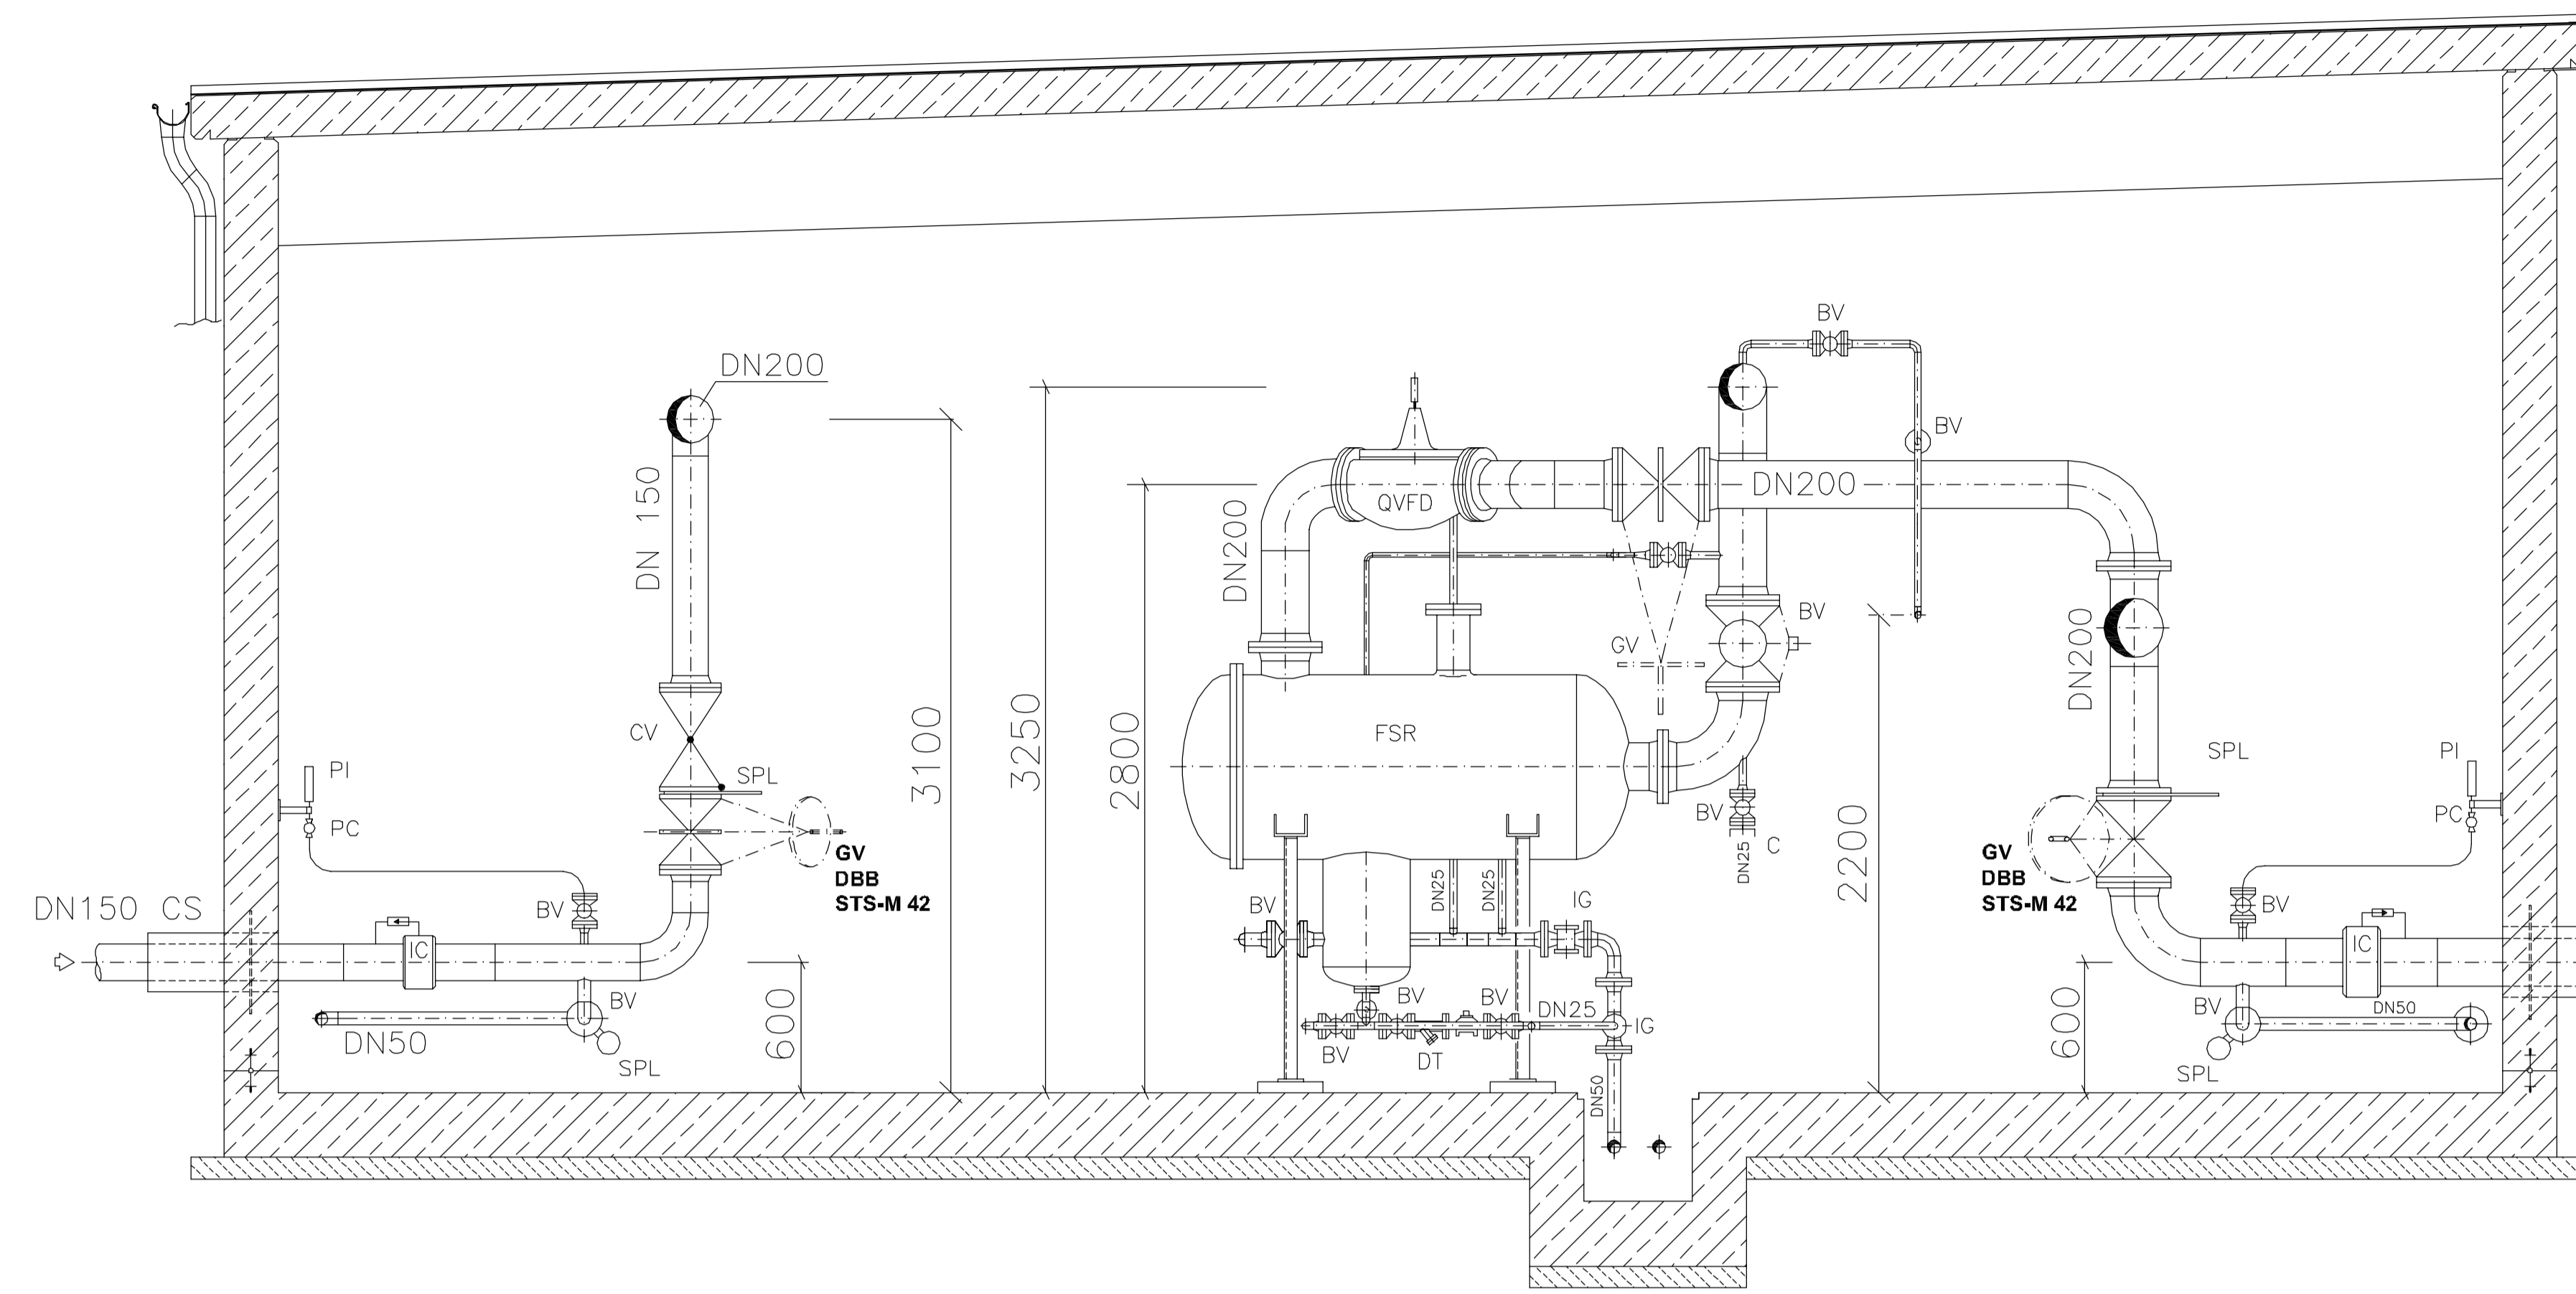 BV
DN200
BV
DN 150
DN200
QVFD
DN200
BV
DN200
GV
CV
FSR
SPL
PI
SPL
PC
3100
3250
2800
2200
BV
DN25
C
SPL
PI
PC
GV
DBB
STS-M 42
GV
DBB
STS-M 42
DN150 CS
BV
IC
BV
DN50
SPL
600
BV
DN25
DN25
IG
BV
BV
DN25
IG
BV
DT
DN50
BV
IC
BV
DN50
SPL
600